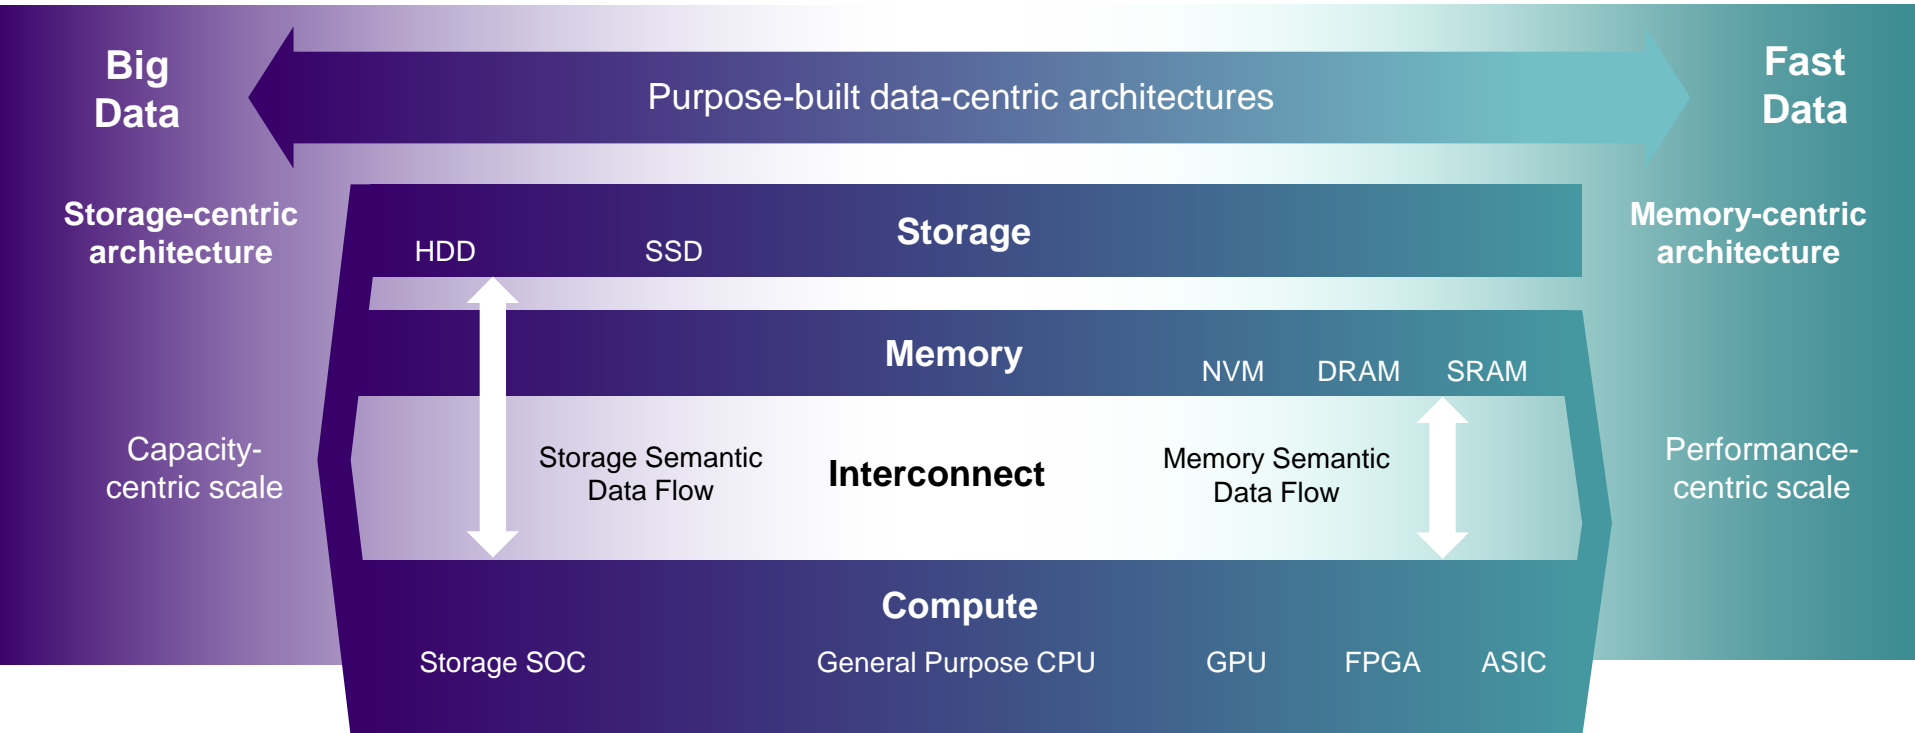 Big
Data
Purpose-built data-centric architectures
Fast
Data
Storage-centric
architecture
Storage
HDD
SSD
Memory-centric
architecture
Memory
NVM
DRAM
SRAM
Capacity-
centric scale
Storage Semantic
Data Flow
Interconnect
Memory Semantic
Data Flow
Performance-
centric scale
Compute
Storage SOC
General Purpose CPU
GPU
FPGA
ASIC